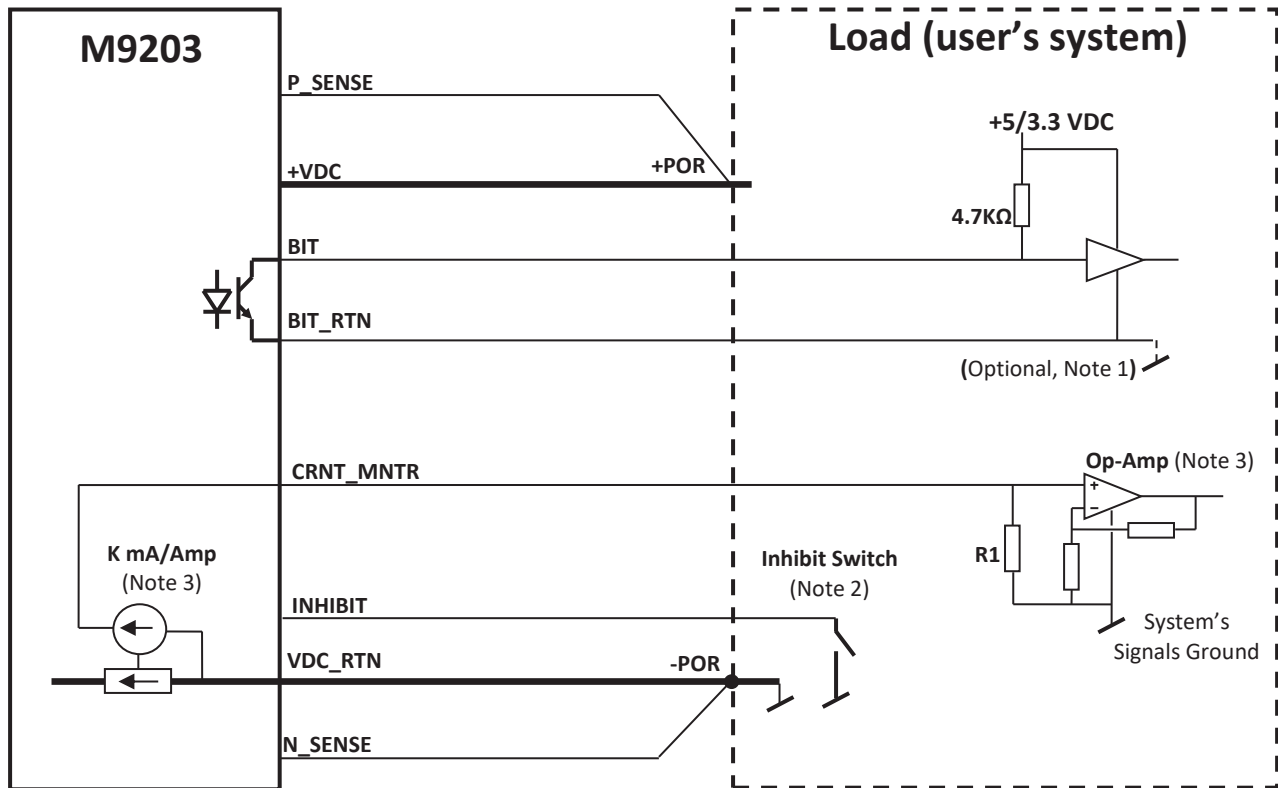 M9203
Load (user's system)
P_SENSE
+5/3.3 VDC
+VDC
+POR
4.7KΩ
BIT
BIT_RTN
(Optional, Note 1)
CRNT_MNTR
Op-Amp (Note 3)
+
−
K mA/Amp
(Note 3)
R1
Inhibit Switch
(Note 2)
INHIBIT
System's
Signals Ground
VDC_RTN
-POR
N_SENSE